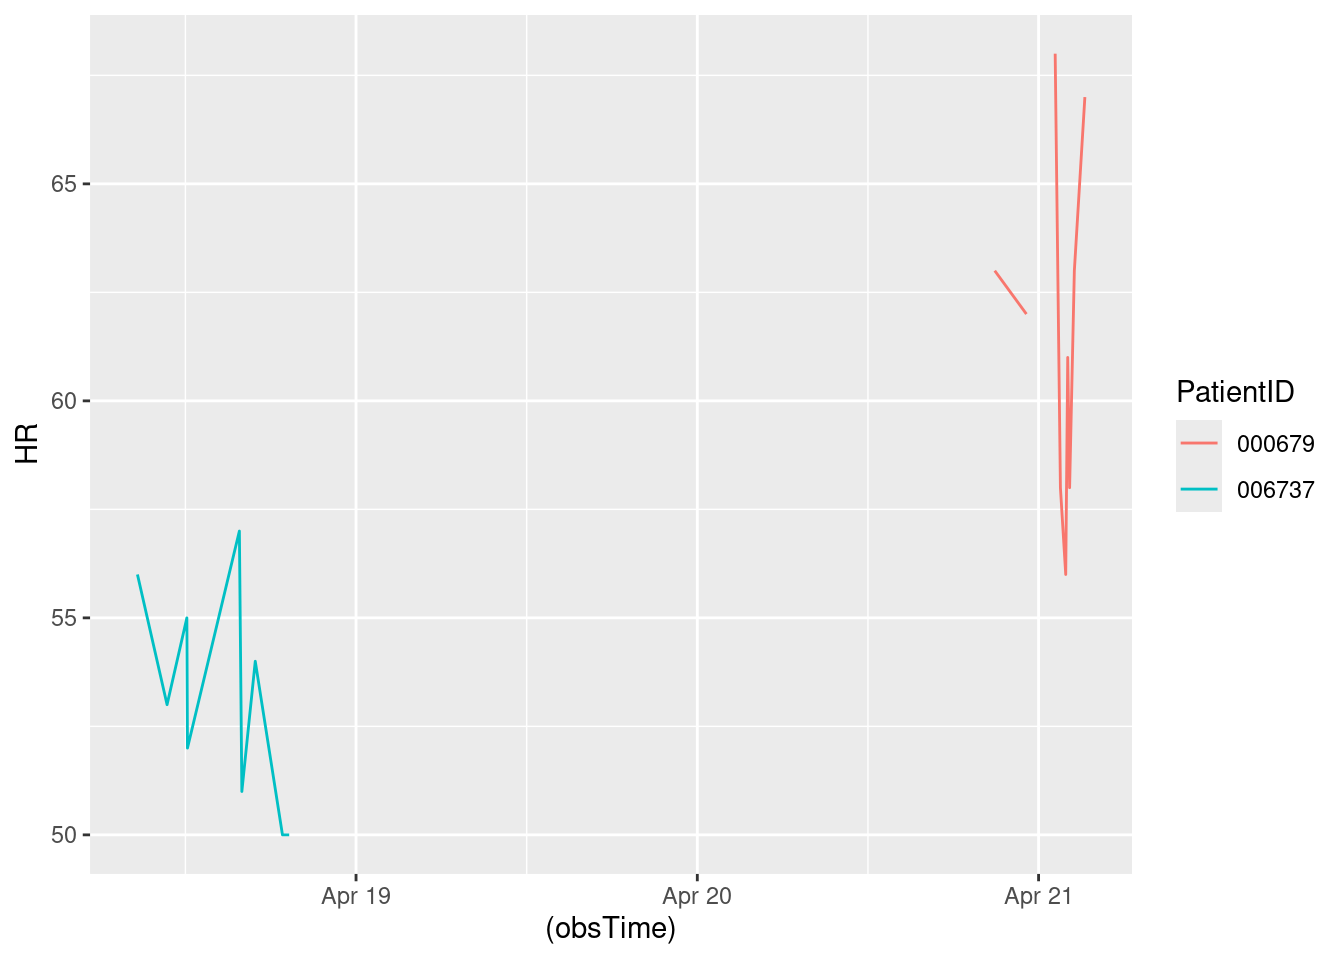 HR
65
60
55
50
Apr 19
Apr 20
Apr 21
(obsTime)
PatientID
000679
006737